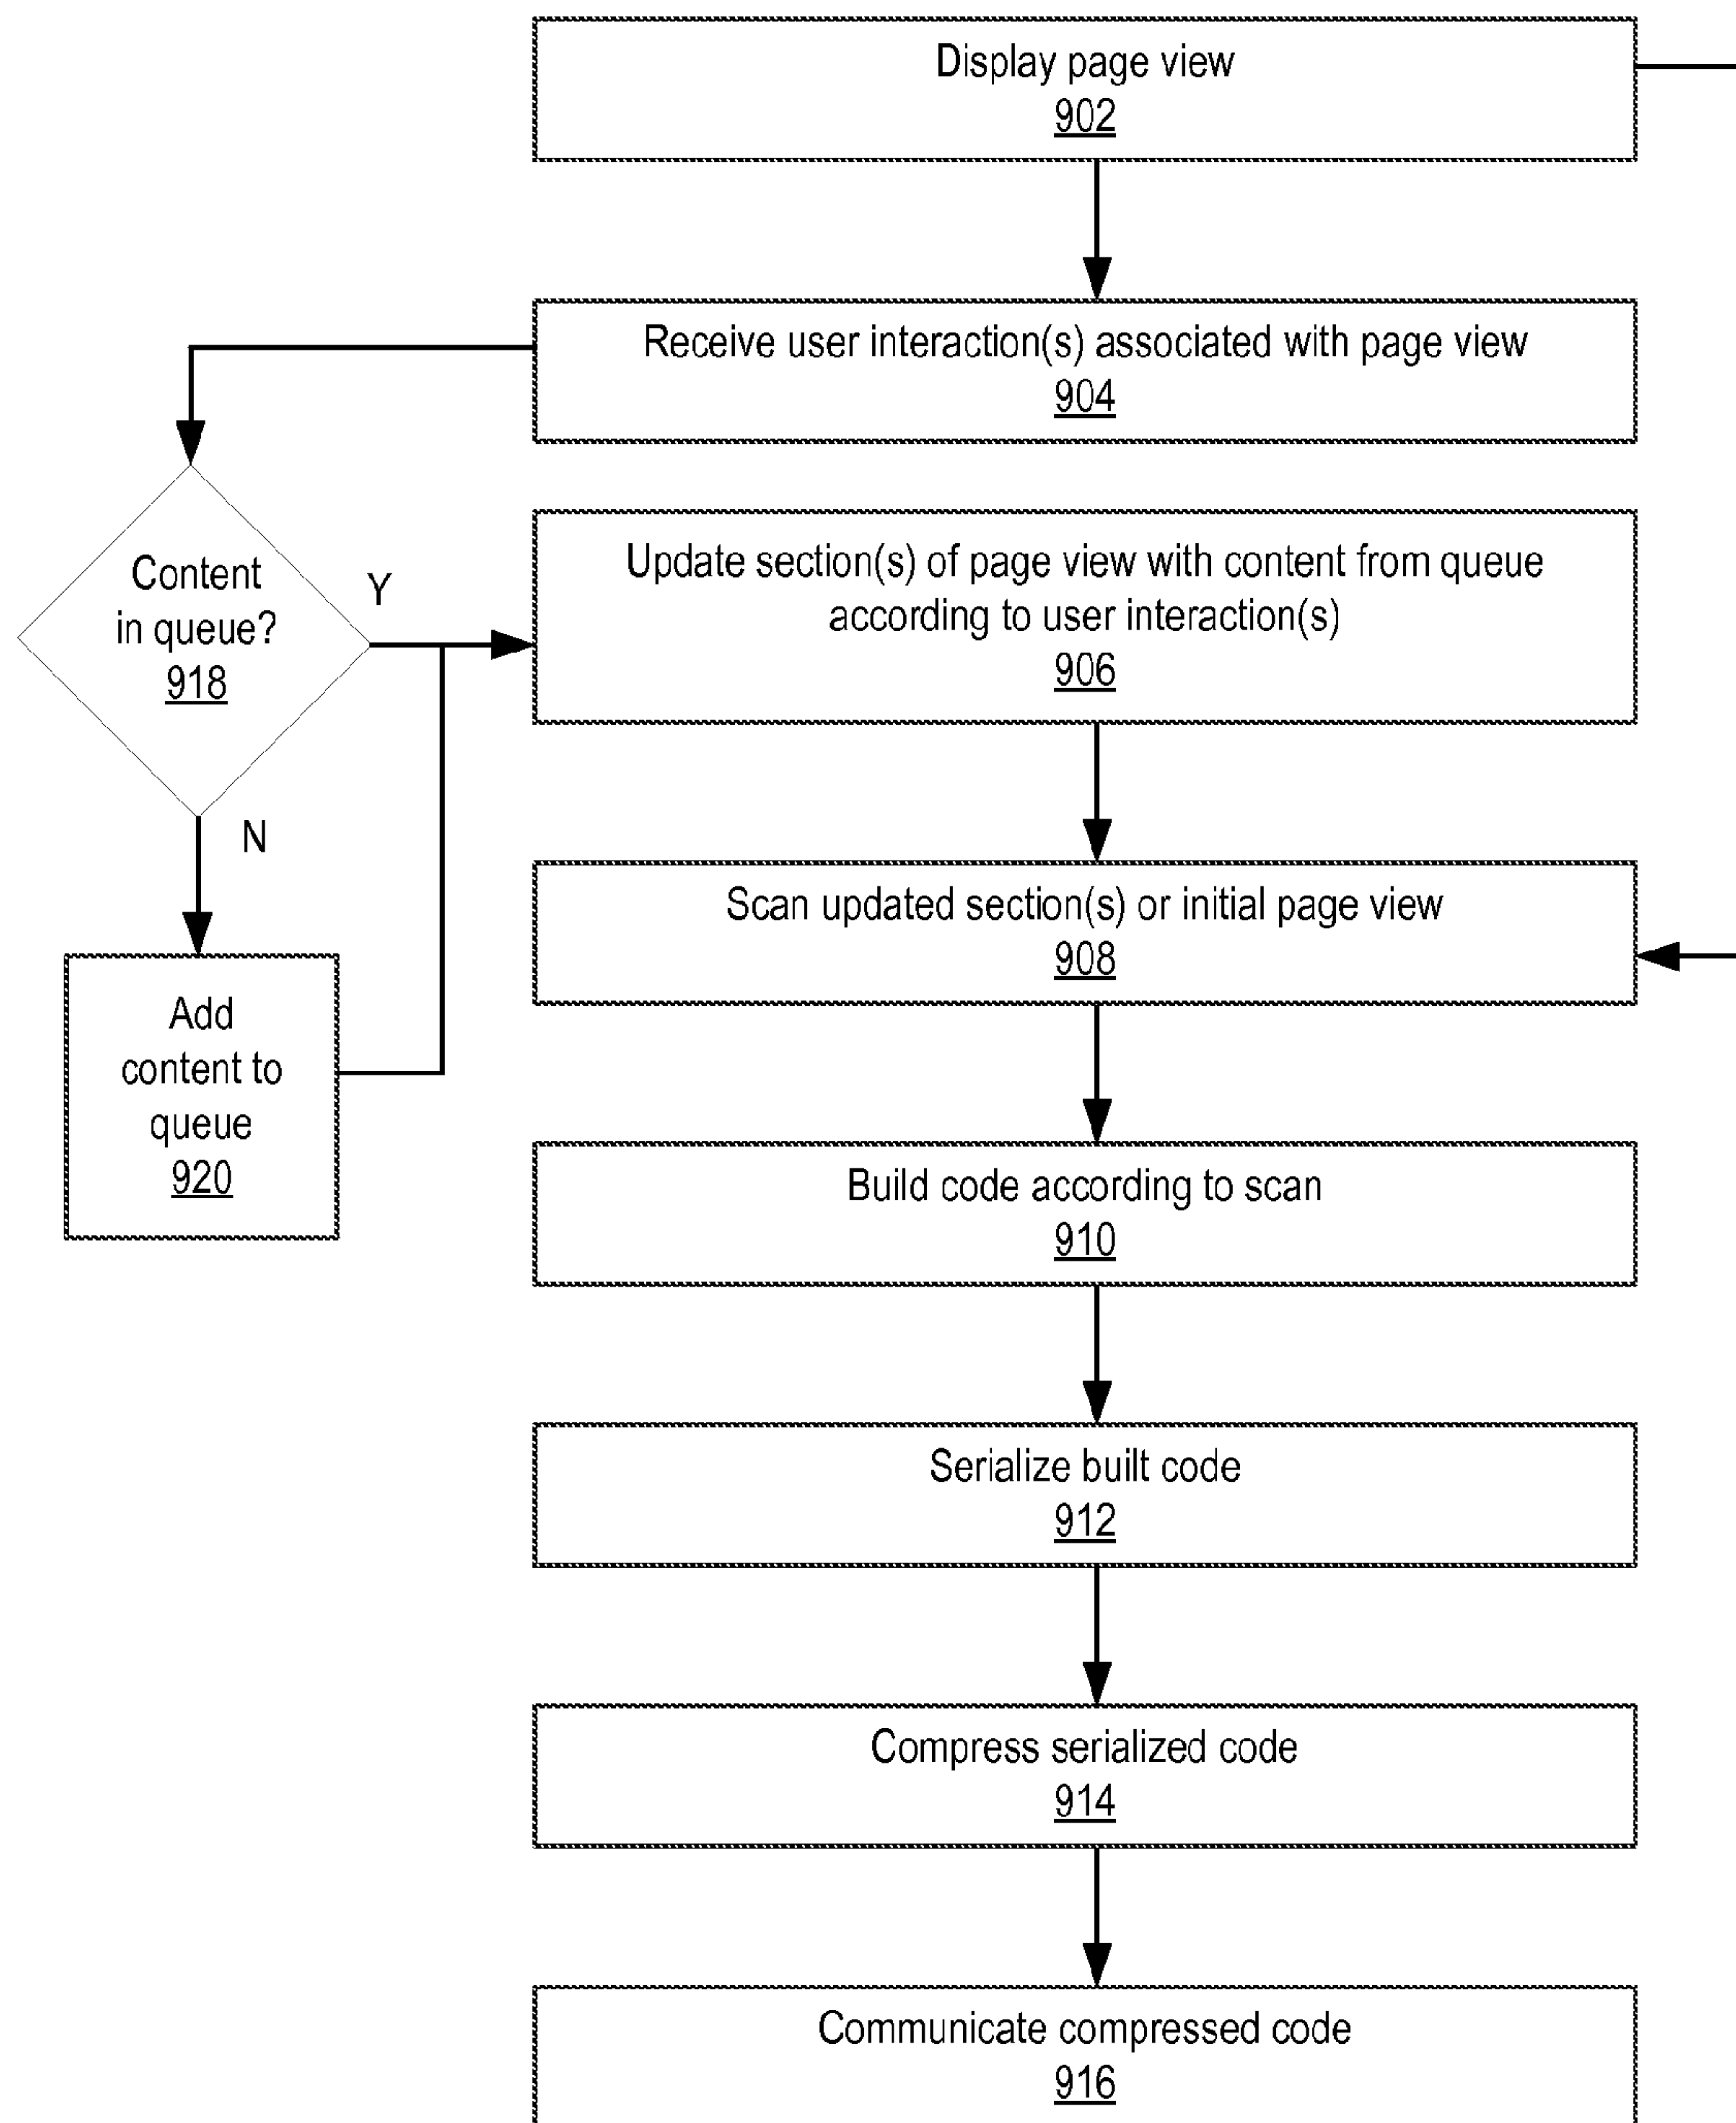 Display page view
902
Receive user interaction(s) associated with page view
904
Content
in queue?
918
Y
N
Update section(s) of page view with content from queue
according to user interaction(s)
906
Add
content to
queue
920
Scan updated section(s) or initial page view
908
Build code according to scan
910
Serialize built code
912
Compress serialized code
914
Communicate compressed code
916